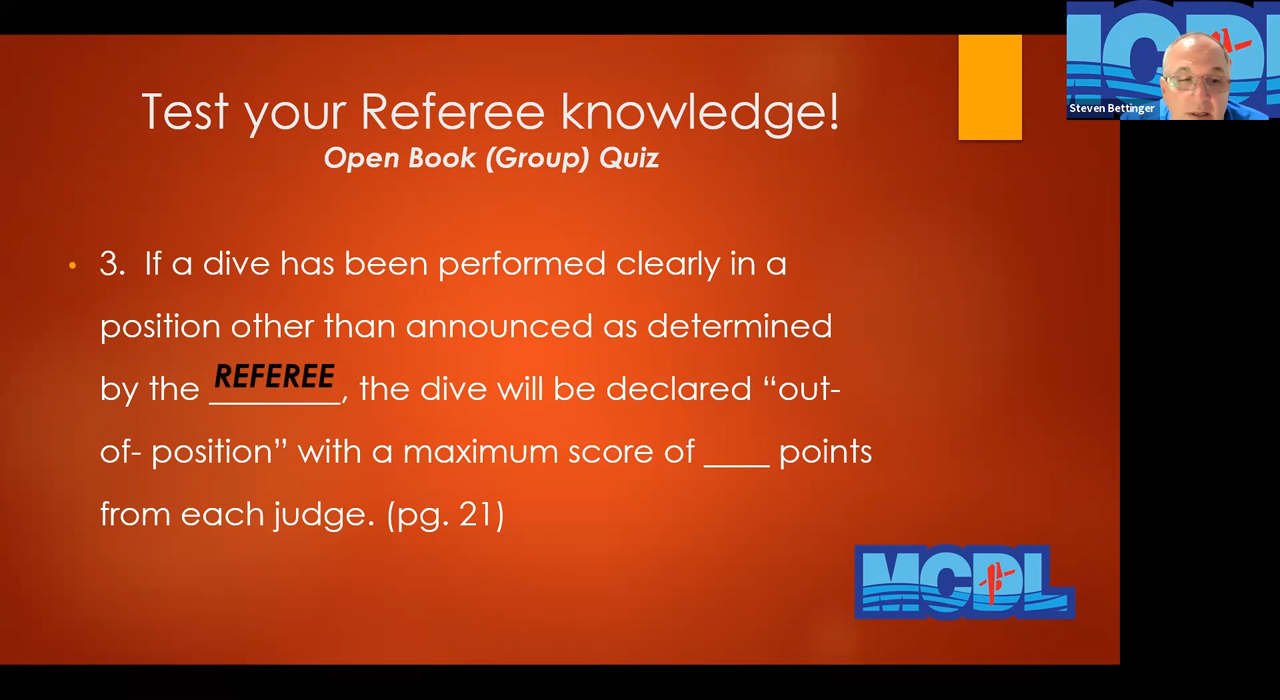 Test your Referee knowledge!
Open Book (Group) Quiz
• 3. If a dive has been performed clearly in a
position other than announced as determined
by the REFEREE, the dive will be declared “out-
of- position” with a maximum score of ____ points
from each judge. (pg. 21)
MCDL
MCDL
Steven Bettinger